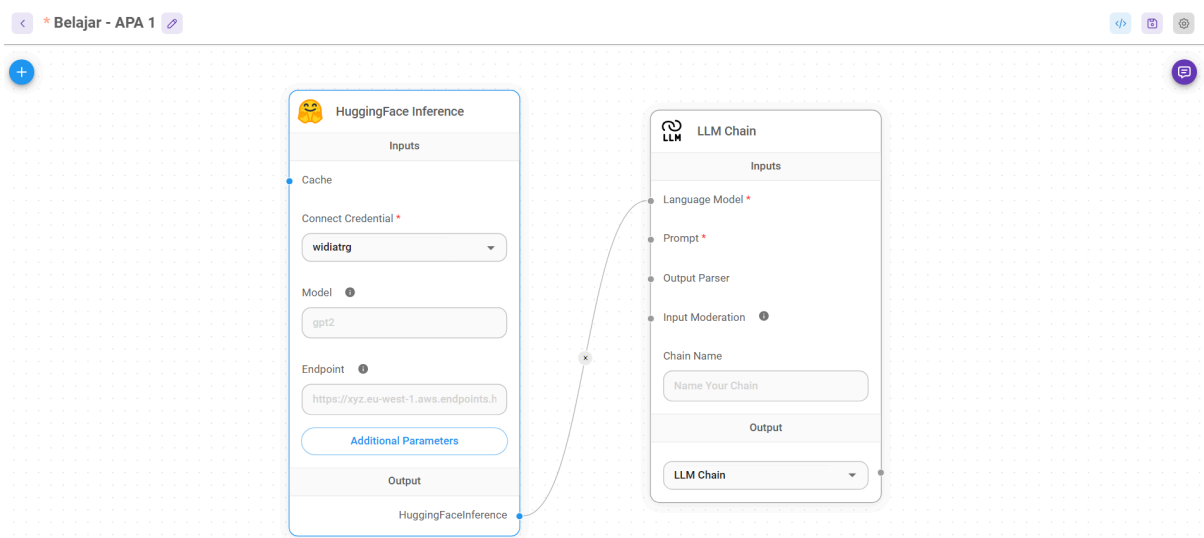 * Belajar - APA 1
HuggingFace Inference
Inputs
Cache
Connect Credential *
widiatrg
Model
gpt2
Endpoint
https://xyz.eu-west-1.aws.endpoints.h
Additional Parameters
Output
HuggingFaceInference
LLM
LLM Chain
Inputs
Language Model *
Prompt *
Output Parser
Input Moderation
Chain Name
Name Your Chain
Output
LLM Chain